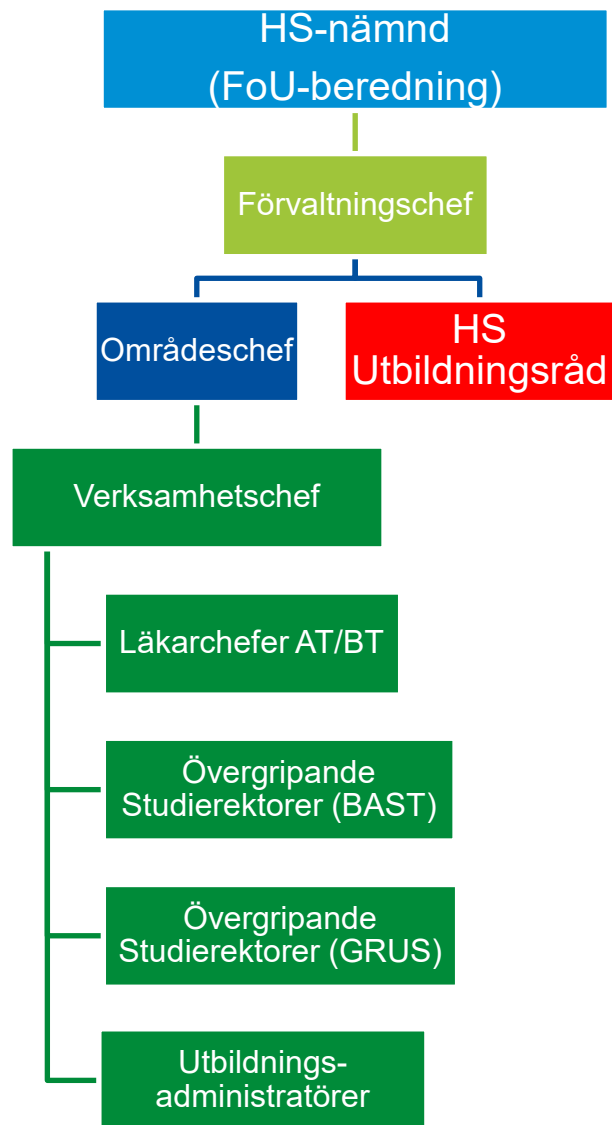 HS-nämnd
(FoU-beredning)
Förvaltningschef
Områdeschef
HS
Utbildningsråd
Verksamhetschef
Läkarchefer AT/BT
Övergripande
Studierektorer (BAST)
Övergripande
Studierektorer (GRUS)
Utbildnings-
administratörer